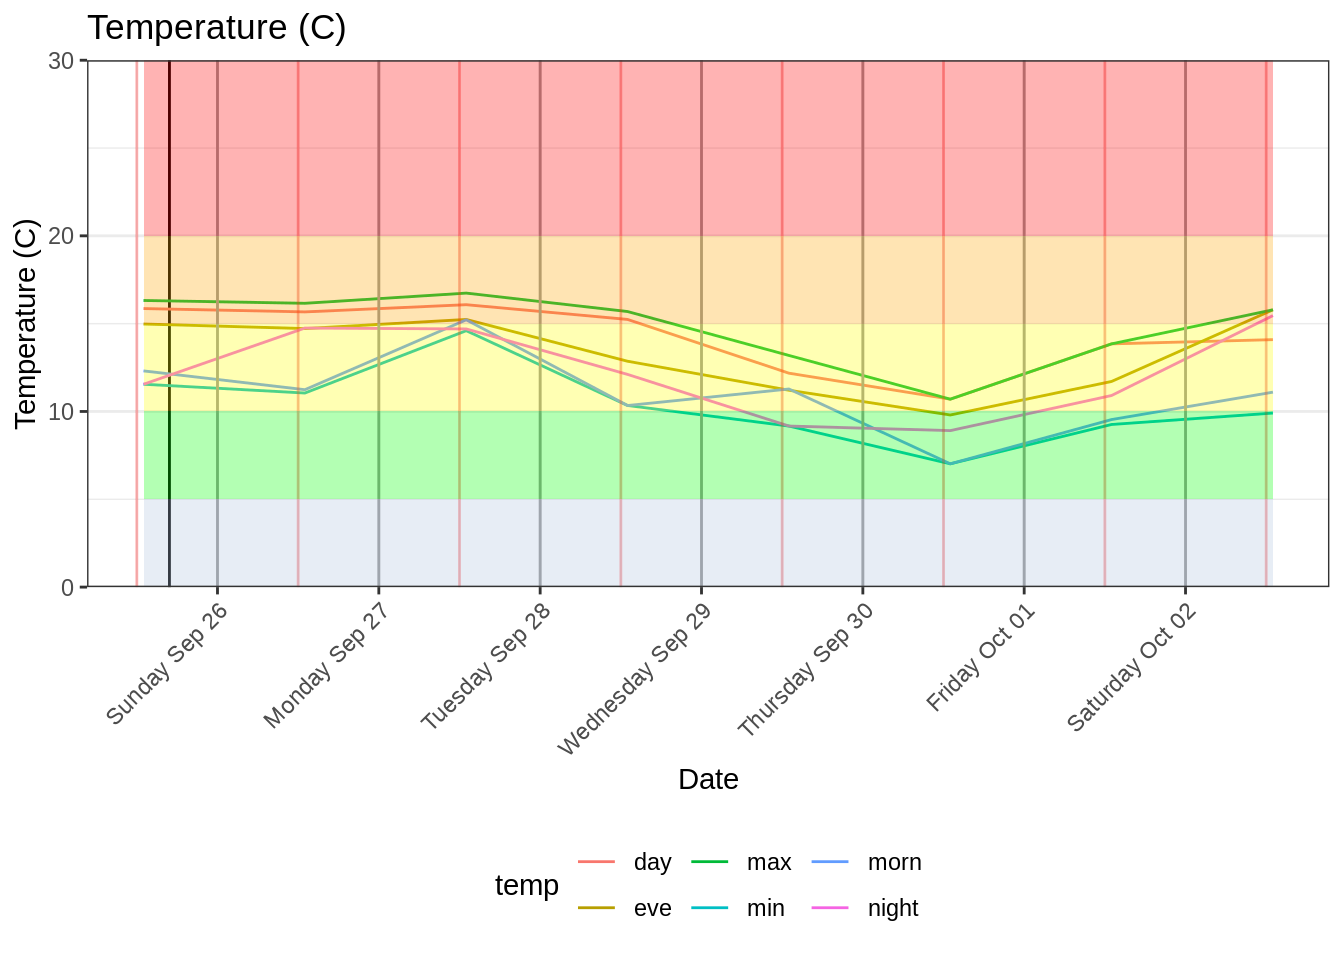 Temperature (C)
Temperature (C)
30
20
10
0
Sunday Sep 26
Monday Sep 27
Tuesday Sep 28
Wednesday Sep 29
Thursday Sep 30
Friday Oct 01
Saturday Oct 02
Date
temp
day max morn
eve min night